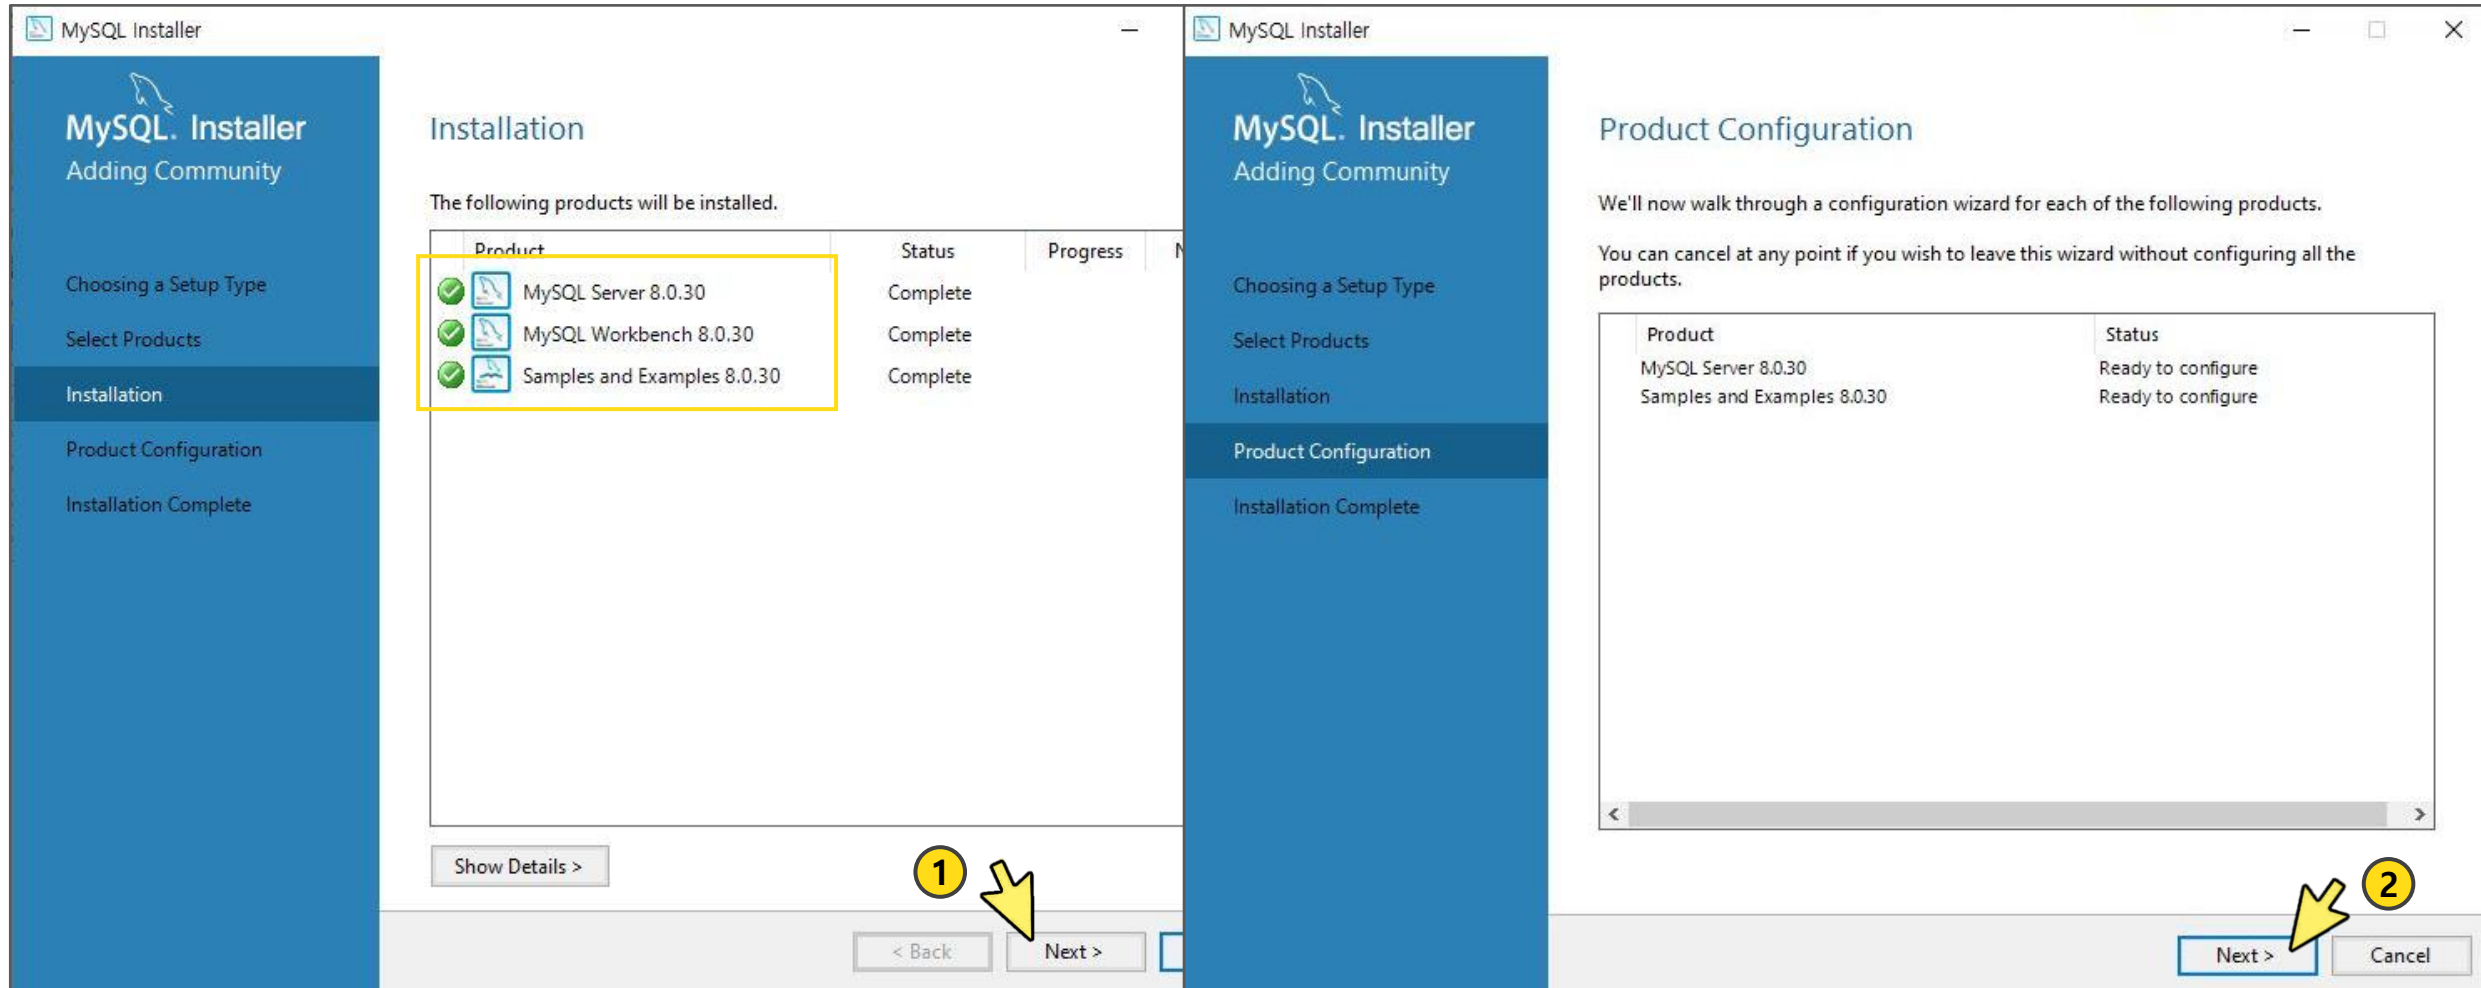 MySQL Installer
MySQL. Installer
Adding Community
Choosing a Setup Type
Select Products
Installation
Product Configuration
Installation Complete
Installation
The following products will be installed.
Product Status Progress N
MySQL Server 8.0.30 Complete
MySQL Workbench 8.0.30 Complete
Samples and Examples 8.0.30 Complete
Show Details >
1
< Back Next >
MySQL Installer
MySQL. Installer
Adding Community
Choosing a Setup Type
Select Products
Installation
Product Configuration
Installation Complete
Product Configuration
We'll now walk through a configuration wizard for each of the following products.
You can cancel at any point if you wish to leave this wizard without configuring all the
products.
Product Status
MySQL Server 8.0.30 Ready to configure
Samples and Examples 8.0.30 Ready to configure
2
Next > Cancel